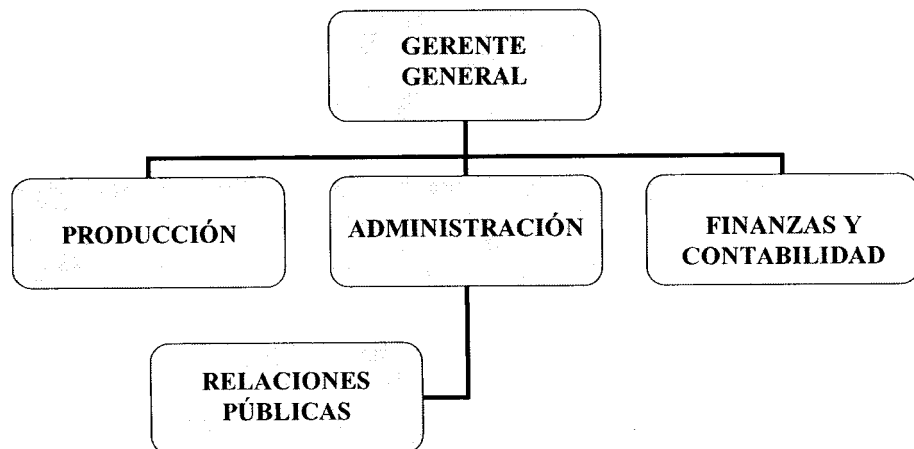 GERENTE
GENERAL
PRODUCCIÓN
ADMINISTRACIÓN
FINANZAS Y
CONTABILIDAD
RELACIONES
PÚBLICAS